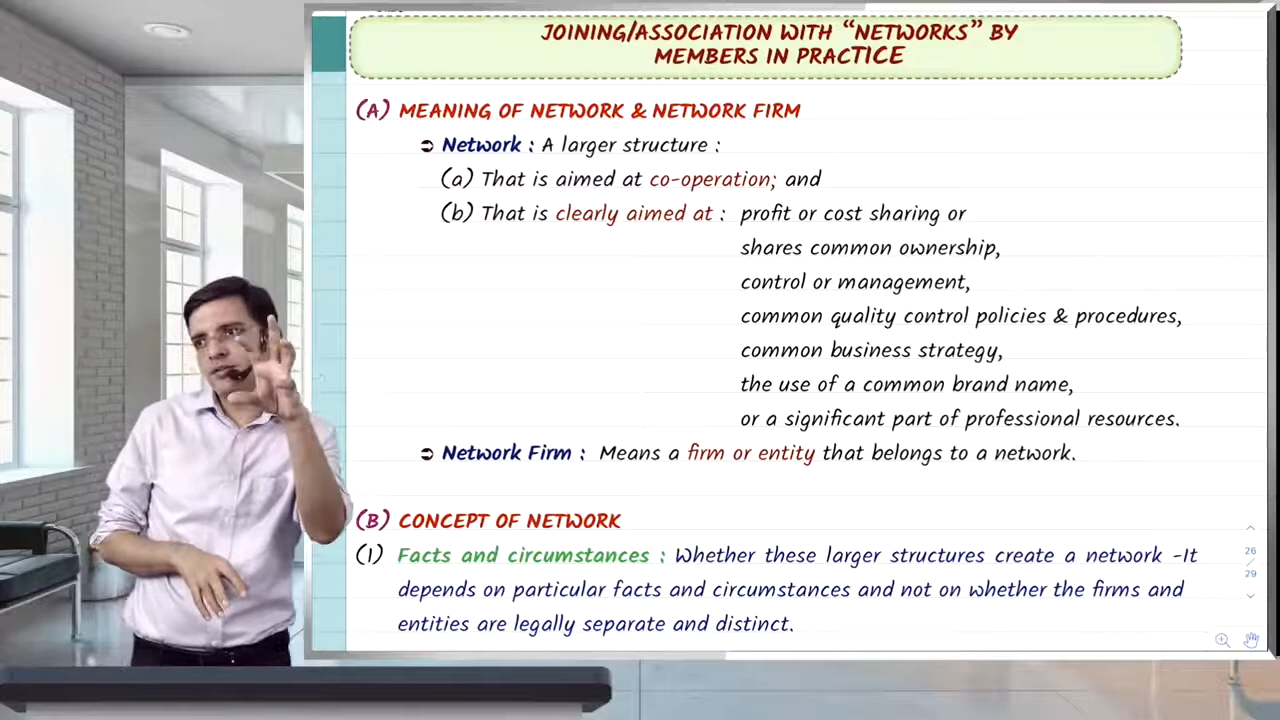 JOINING/ASSOCIATION WITH “NETWORKS” BY
MEMBERS IN PRACTICE
(A) MEANING OF NETWORK & NETWORK FIRM
➲ Network : A larger structure :
(a) That is aimed at co-operation; and
(b) That is clearly aimed at : profit or cost sharing or
shares common ownership,
control or management,
common quality control policies & procedures,
common business strategy,
the use of a common brand name,
or a significant part of professional resources.
➲ Network Firm : Means a firm or entity that belongs to a network.
(B) CONCEPT OF NETWORK
(1) Facts and circumstances : Whether these larger structures create a network -It
depends on particular facts and circumstances and not on whether the firms and
entities are legally separate and distinct.
26
/
29